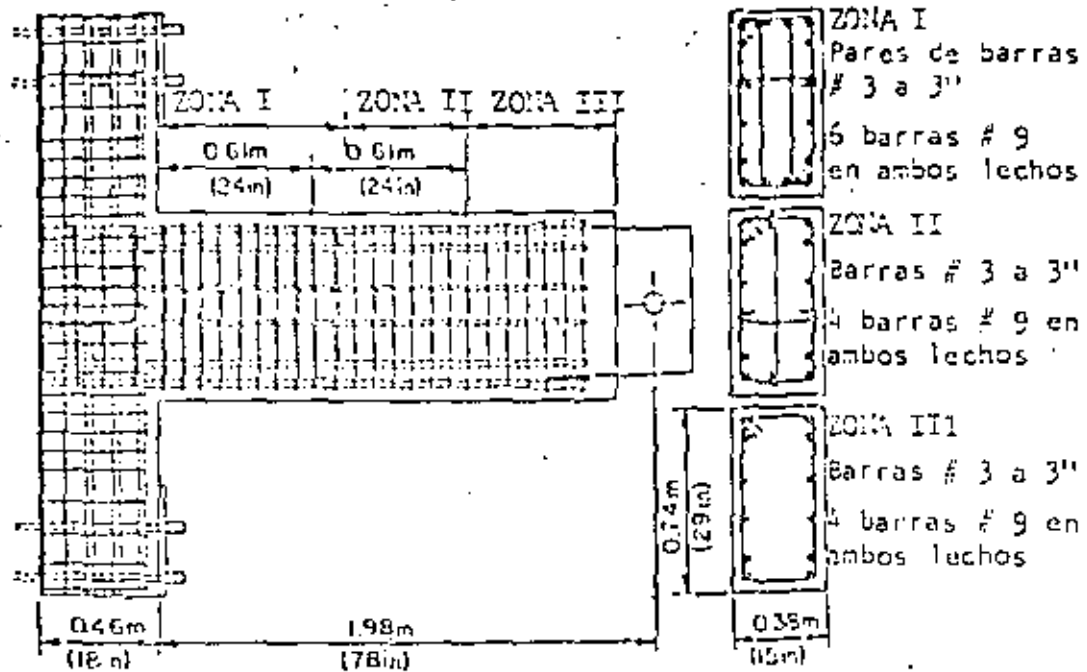 ZONA I
Pares de barras
# 3 a 3"
6 barras # 9
en ambos lechos
ZONA I ZONA II ZONA III
0.61m 0.61m
(24in) (24in)
ZONA II
Barras # 3 a 3"
4 barras # 9 en
ambos lechos
ZONA III
Barras # 3 a 3"
4 barras # 9 en
ambos lechos
0.74m
(29in)
0.46m 1.98m 0.38m
(18in) (78in) (15in)